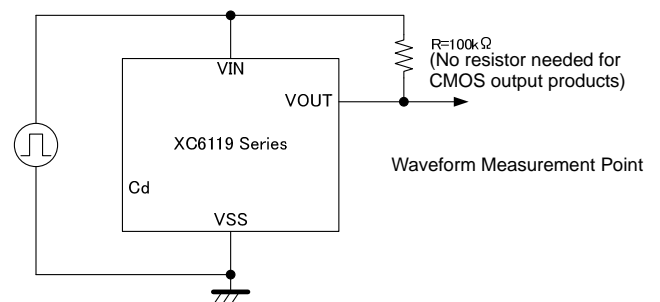 R=100kΩ
(No resistor needed for
CMOS output products)
VIN
VOUT
XC6119 Series
Waveform Measurement Point
Cd
VSS